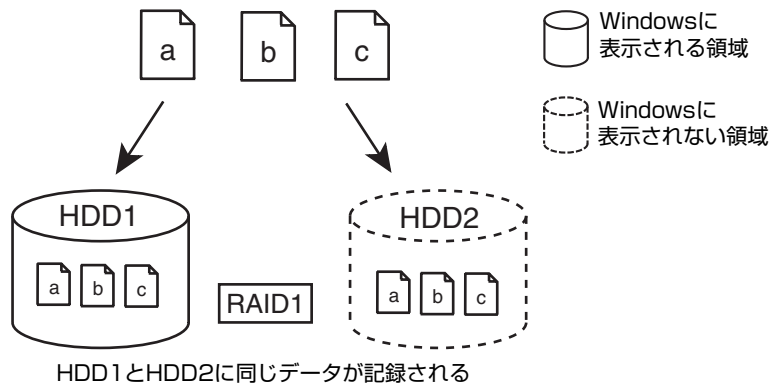 a b c
Windowsに
表示される領域
Windowsに
表示されない領域
HDD1
a b c
RAID1
HDD2
a b c
HDD1とHDD2に同じデータが記録される